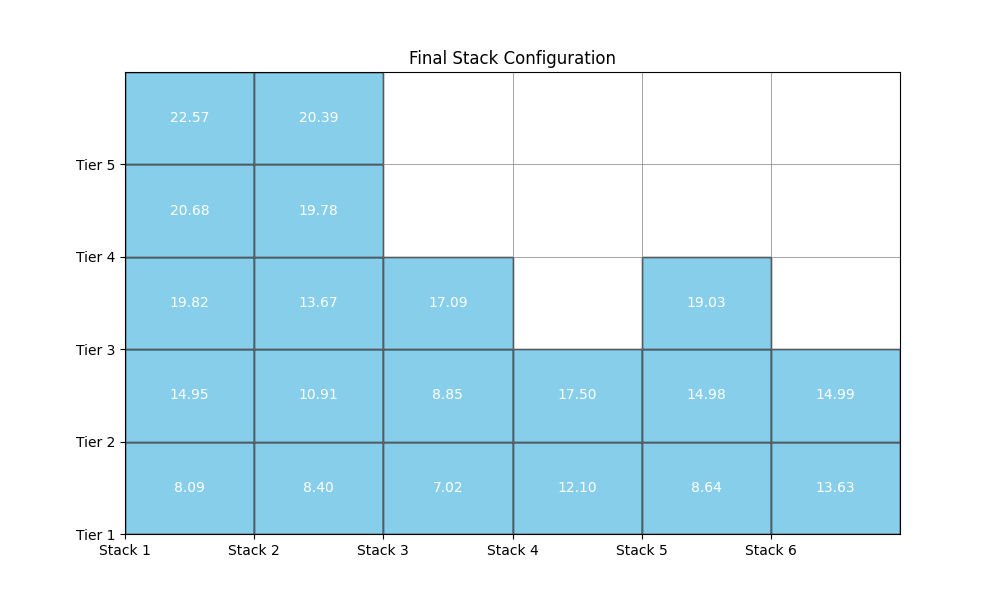 Final Stack Configuration
22.57 20.39
Tier 5
20.68 19.78
Tier 4
19.82 13.67 17.09 19.03
Tier 3
14.95 10.91 8.85 17.50 14.98 14.99
Tier 2
8.09 8.40 7.02 12.10 8.64 13.63
Tier 1
Stack 1 Stack 2 Stack 3 Stack 4 Stack 5 Stack 6